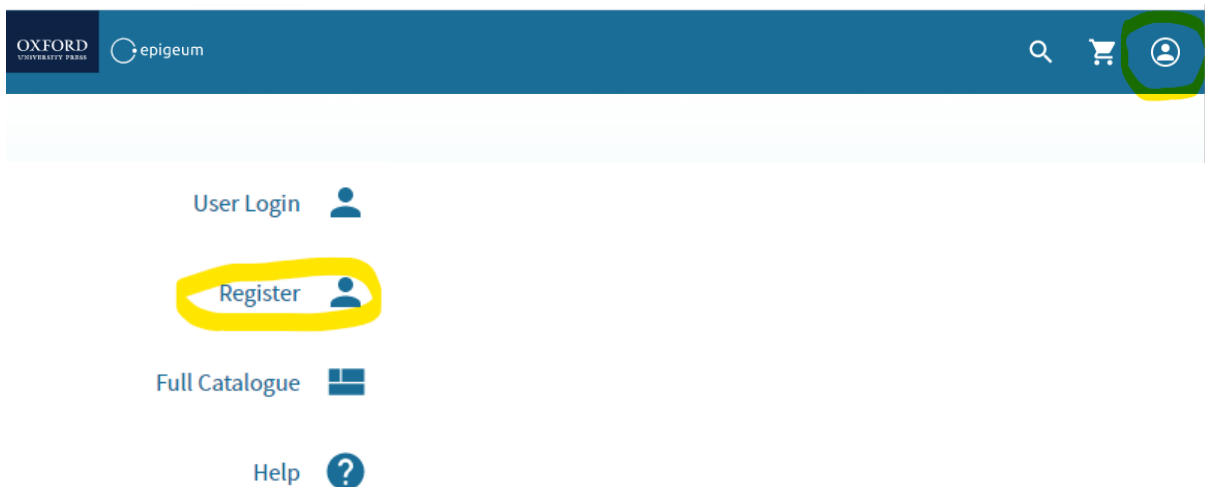 OXFORD
UNIVERSITY PRESS
epigeum
User Login
Register
Full Catalogue
Help
?